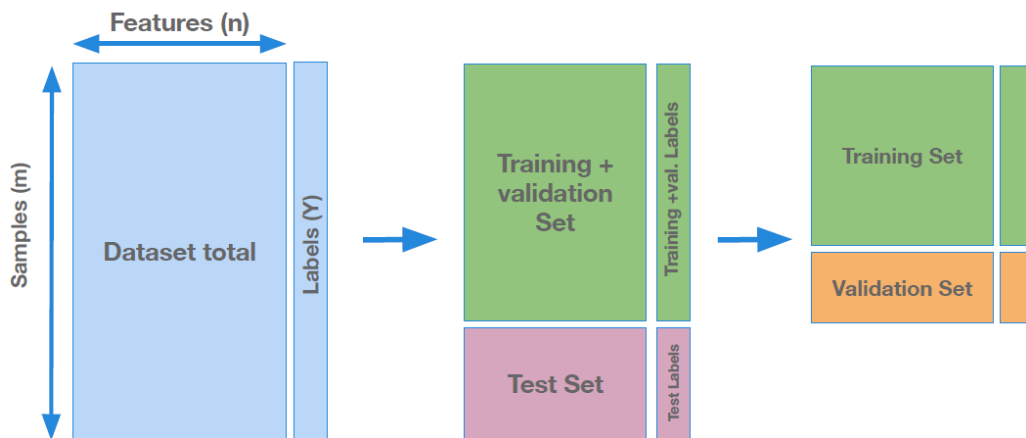 Features (n)
Samples (m)
Dataset total
Labels (Y)
Training +
validation
Set
Training +val. Labels
Test Set
Test Labels
Training Set
Validation Set